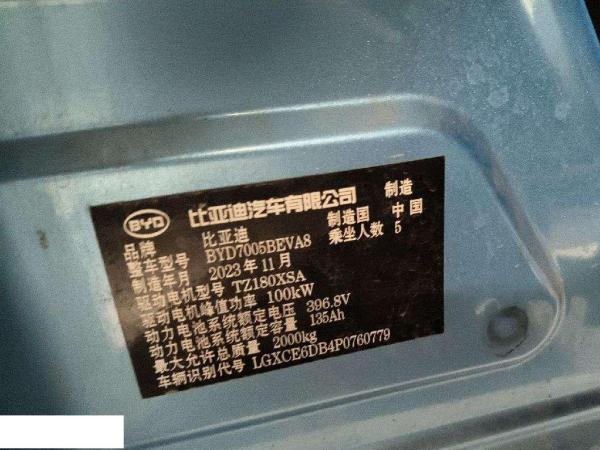 BYD 比亚迪汽车有限公司 制造
品牌 比亚迪 制造国 中国
整车型号 BYD7005BEVA8 乘坐人数 5
制造年月 2023年11月
驱动电机型号 TZ180XSA
驱动电机峰值功率 100kW
动力电池系统额定电压 396.8V
动力电池系统额定容量 135Ah
最大允许总质量 2000kg
车辆识别代号 LGXCE6DB4P0760779